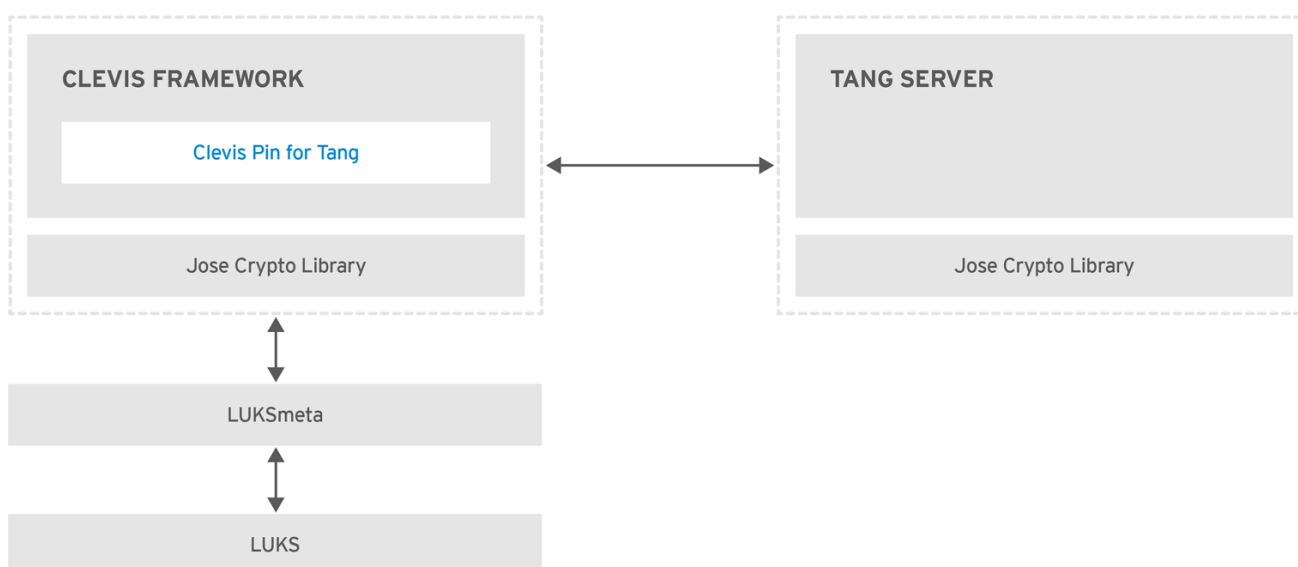 CLEVIS FRAMEWORK
Clevis Pin for Tang
Jose Crypto Library
TANG SERVER
Jose Crypto Library
LUKSmeta
LUKS